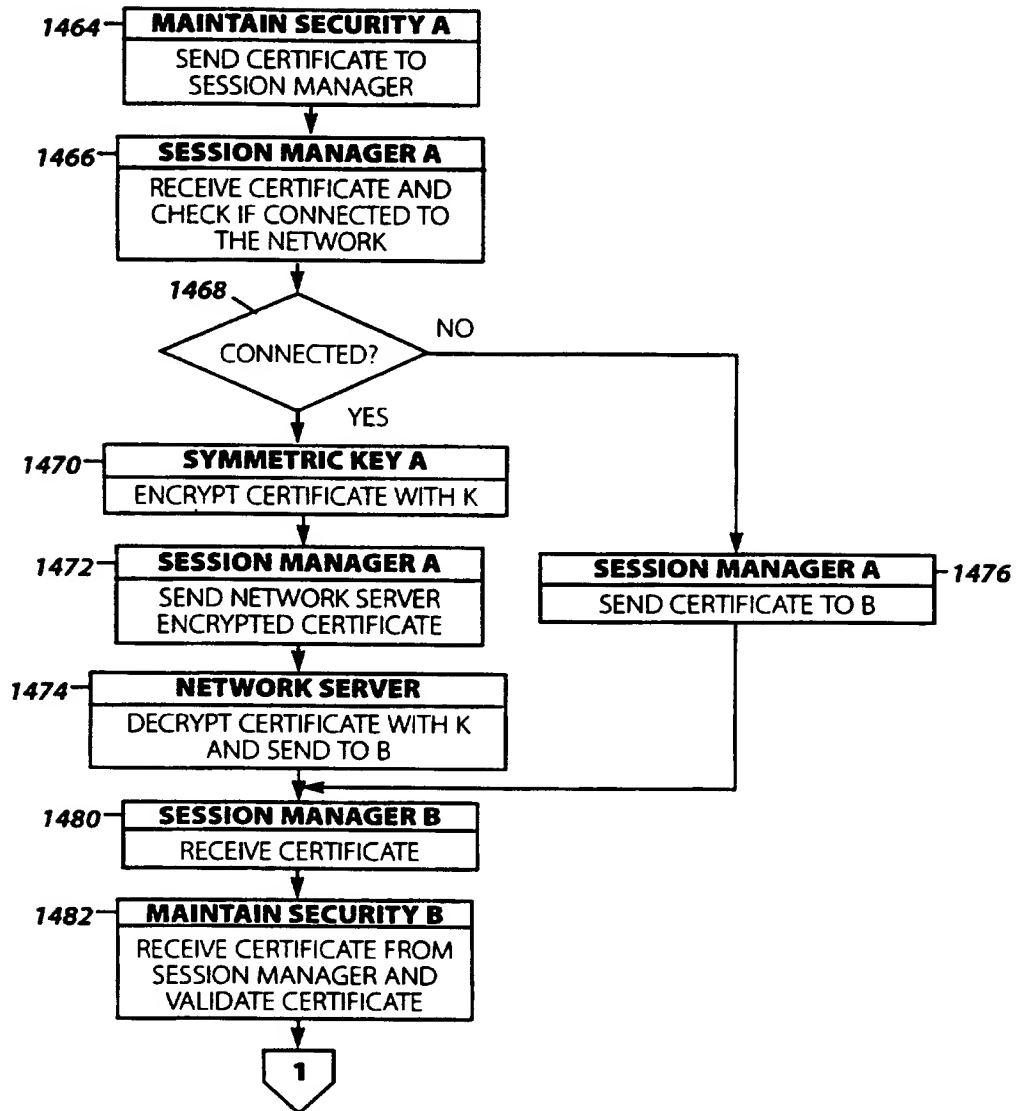 1464
MAINTAIN SECURITY A
SEND CERTIFICATE TO
SESSION MANAGER
1466
SESSION MANAGER A
RECEIVE CERTIFICATE AND
CHECK IF CONNECTED TO
THE NETWORK
1468
CONNECTED?
NO
YES
1470
SYMMETRIC KEY A
ENCRYPT CERTIFICATE WITH K
1472
SESSION MANAGER A
SEND NETWORK SERVER
ENCRYPTED CERTIFICATE
SESSION MANAGER A
1476
SEND CERTIFICATE TO B
1474
NETWORK SERVER
DECRYPT CERTIFICATE WITH K
AND SEND TO B
1480
SESSION MANAGER B
RECEIVE CERTIFICATE
1482
MAINTAIN SECURITY B
RECEIVE CERTIFICATE FROM
SESSION MANAGER AND
VALIDATE CERTIFICATE
1